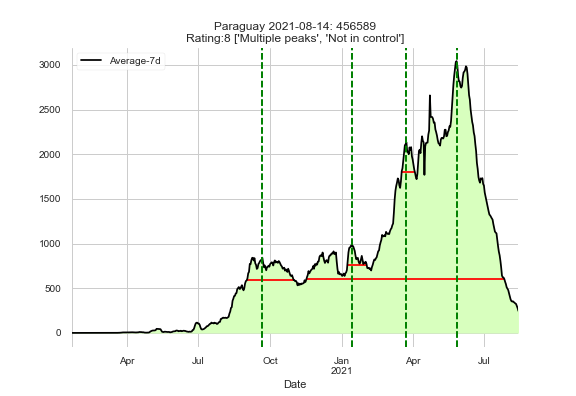 Paraguay 2021-08-14: 456589
Rating:8 ['Multiple peaks', 'Not in control']
Average-7d
3000
2500
2000
1500
1000
500
0
Apr
Jul
Oct
Jan
2021
Apr
Jul
Date